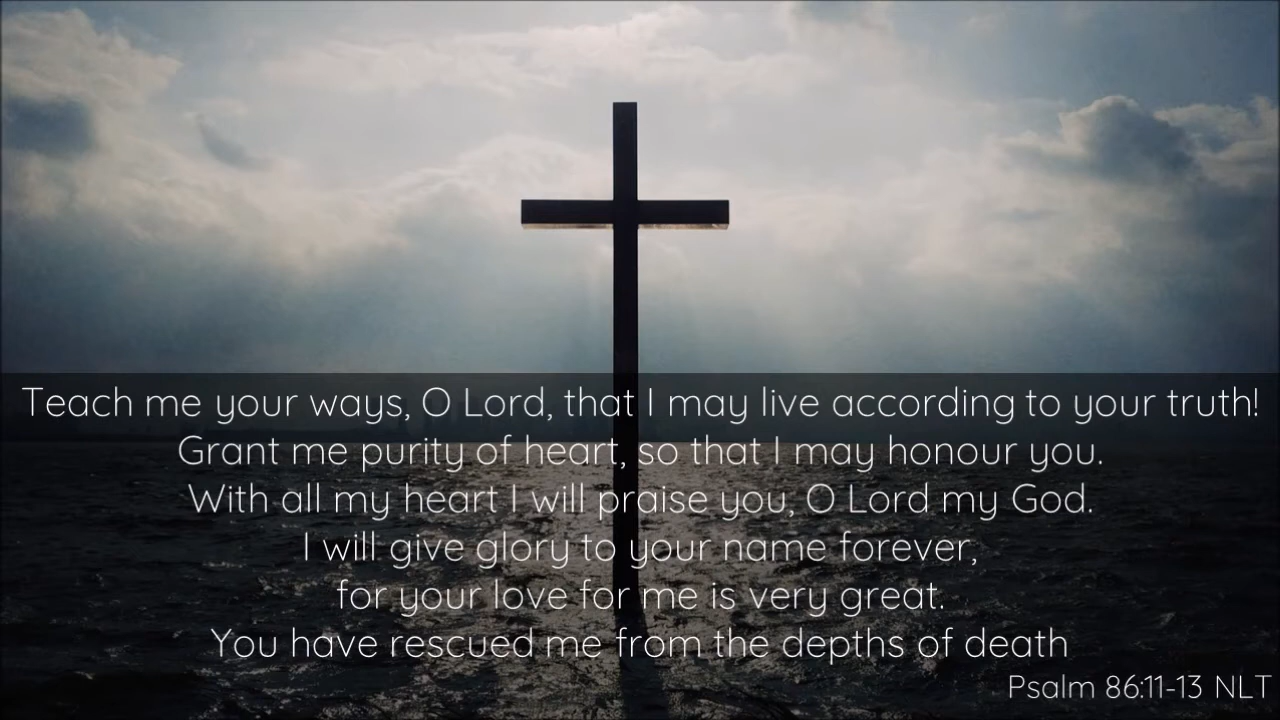 Teach me your ways, O Lord, that I may live according to your truth!
Grant me purity of heart, so that I may honour you.
With all my heart I will praise you, O Lord my God.
I will give glory to your name forever,
for your love for me is very great.
You have rescued me from the depths of death
Psalm 86:11-13 NLT